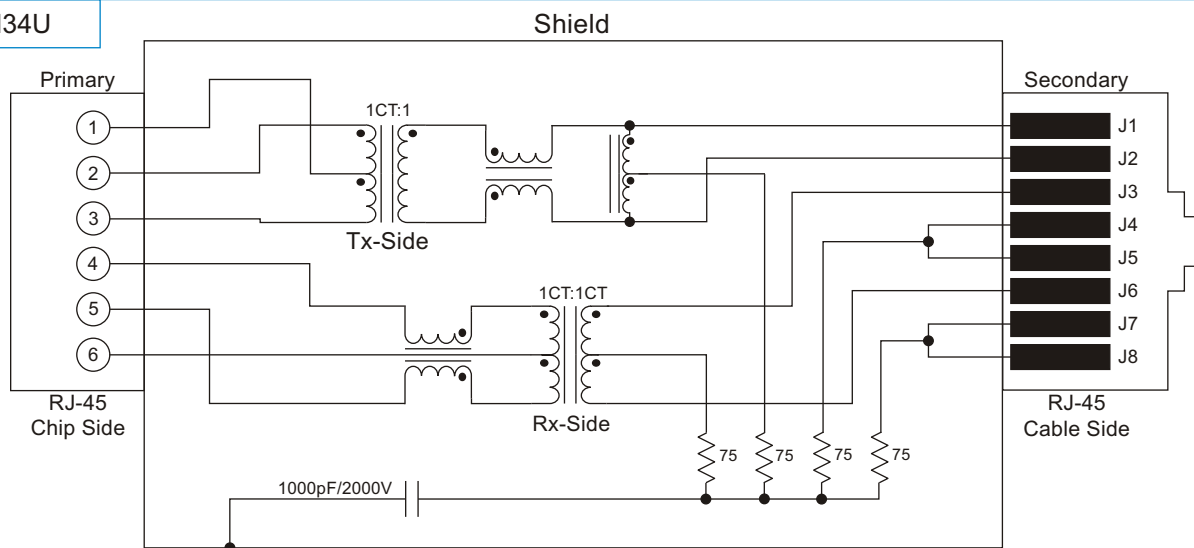 Shield
Primary
Secondary
1
2
3
4
5
6
1CT:1
Tx-Side
1CT:1CT
Rx-Side
J1
J2
J3
J4
J5
J6
J7
J8
RJ-45
Chip Side
RJ-45
Cable Side
75
75
75
75
1000pF/2000V